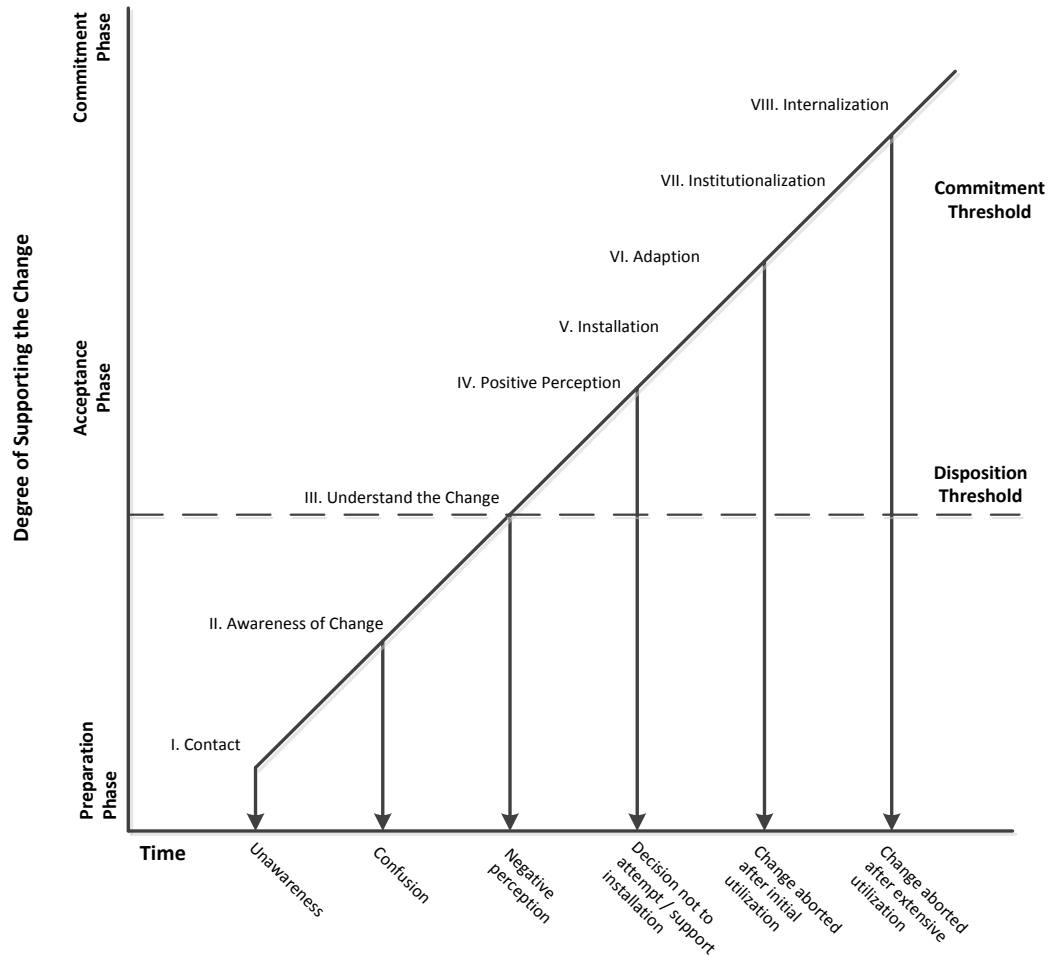 Commitment
Phase
VIII. Internalization
VII. Institutionalization
Commitment
Threshold
Degree of Supporting the Change
VI. Adaption
V. Installation
Acceptance
Phase
IV. Positive Perception
Disposition
Threshold
III. Understand the Change
II. Awareness of Change
I. Contact
Preparation
Phase
Time
Unawareness
Confusion
Negative
perception
Decision not to
attempt / support
installation
Change aborted
after initial
utilization
Change aborted
after extensive
utilization